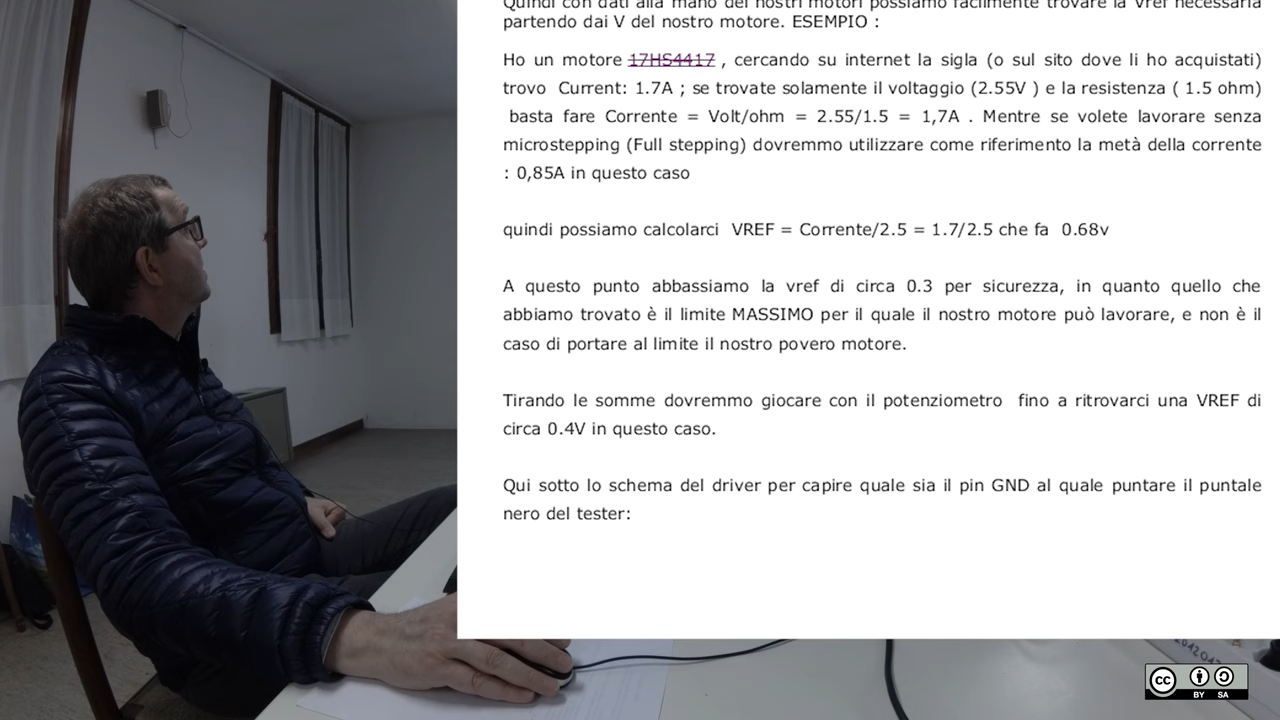 Quindi con dati alla mano dei nostri motori possiamo facilmente trovare la Vref necessaria
partendo dai V del nostro motore. ESEMPIO :
Ho un motore 17HS4417 , cercando su internet la sigla (o sul sito dove li ho acquistati)
trovo Current: 1.7A ; se trovate solamente il voltaggio (2.55V ) e la resistenza ( 1.5 ohm)
basta fare Corrente = Volt/ohm = 2.55/1.5 = 1,7A . Mentre se volete lavorare senza
microstepping (Full stepping) dovremmo utilizzare come riferimento la metà della corrente
: 0,85A in questo caso
quindi possiamo calcolarci VREF = Corrente/2.5 = 1.7/2.5 che fa 0.68v
A questo punto abbassiamo la vref di circa 0.3 per sicurezza, in quanto quello che
abbiamo trovato è il limite MASSIMO per il quale il nostro motore può lavorare, e non è il
caso di portare al limite il nostro povero motore.
Tirando le somme dovremmo giocare con il potenziometro fino a ritrovarci una VREF di
circa 0.4V in questo caso.
Qui sotto lo schema del driver per capire quale sia il pin GND al quale puntare il puntale
nero del tester:
cc
BY SA